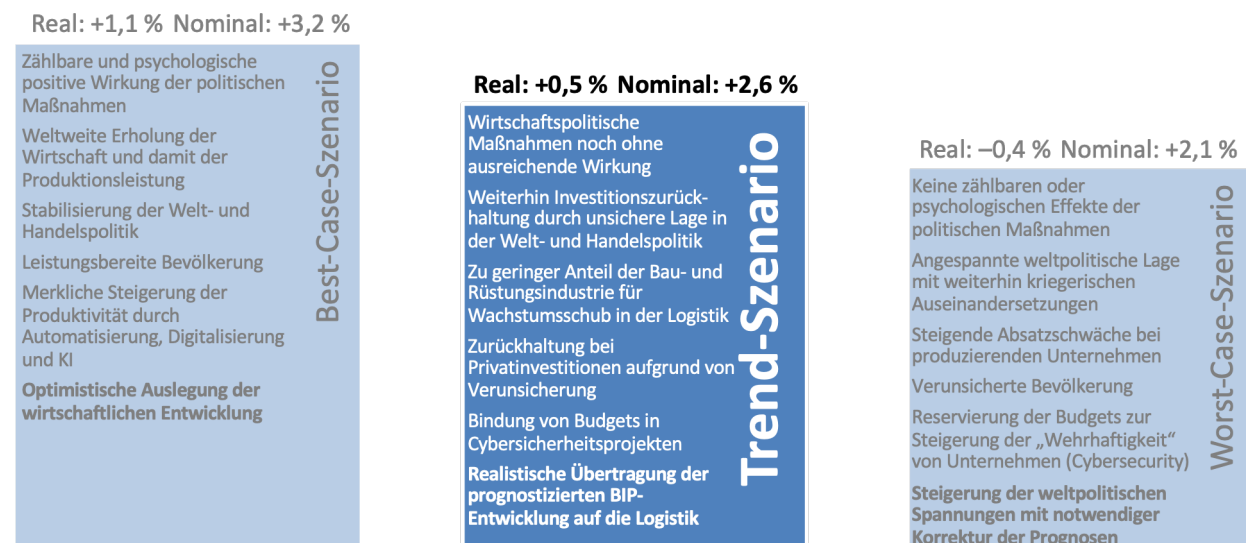 Real: +1,1 % Nominal: +3,2 %
Zählbare und psychologische
positive Wirkung der politischen
Maßnahmen
Weltweite Erholung der
Wirtschaft und damit der
Produktionsleistung
Stabilisierung der Welt- und
Handelspolitik
Leistungsbereite Bevölkerung
Merkliche Steigerung der
Produktivität durch
Automatisierung, Digitalisierung
und KI
Optimistische Auslegung der
wirtschaftlichen Entwicklung
Best-Case-Szenario
Real: +0,5 % Nominal: +2,6 %
Wirtschaftspolitische
Maßnahmen noch ohne
ausreichende Wirkung
Weiterhin Investitionszurück-
haltung durch unsichere Lage in
der Welt- und Handelspolitik
Zu geringer Anteil der Bau- und
Rüstungsindustrie für
Wachstumsschub in der Logistik
Zurückhaltung bei
Privatinvestitionen aufgrund von
Verunsicherung
Bindung von Budgets in
Cybersicherheitsprojekten
Realistische Übertragung der
prognostizierten BIP-
Entwicklung auf die Logistik
Trend-Szenario
Real: –0,4 % Nominal: +2,1 %
Keine zählbaren oder
psychologischen Effekte der
politischen Maßnahmen
Angespannte weltpolitische Lage
mit weiterhin kriegerischen
Auseinandersetzungen
Steigende Absatzschwäche bei
produzierenden Unternehmen
Verunsicherte Bevölkerung
Reservierung der Budgets zur
Steigerung der „Wehrhaftigkeit“
von Unternehmen (Cybersecurity)
Steigerung der weltpolitischen
Spannungen mit notwendiger
Korrektur der Prognosen
Worst-Case-Szenario